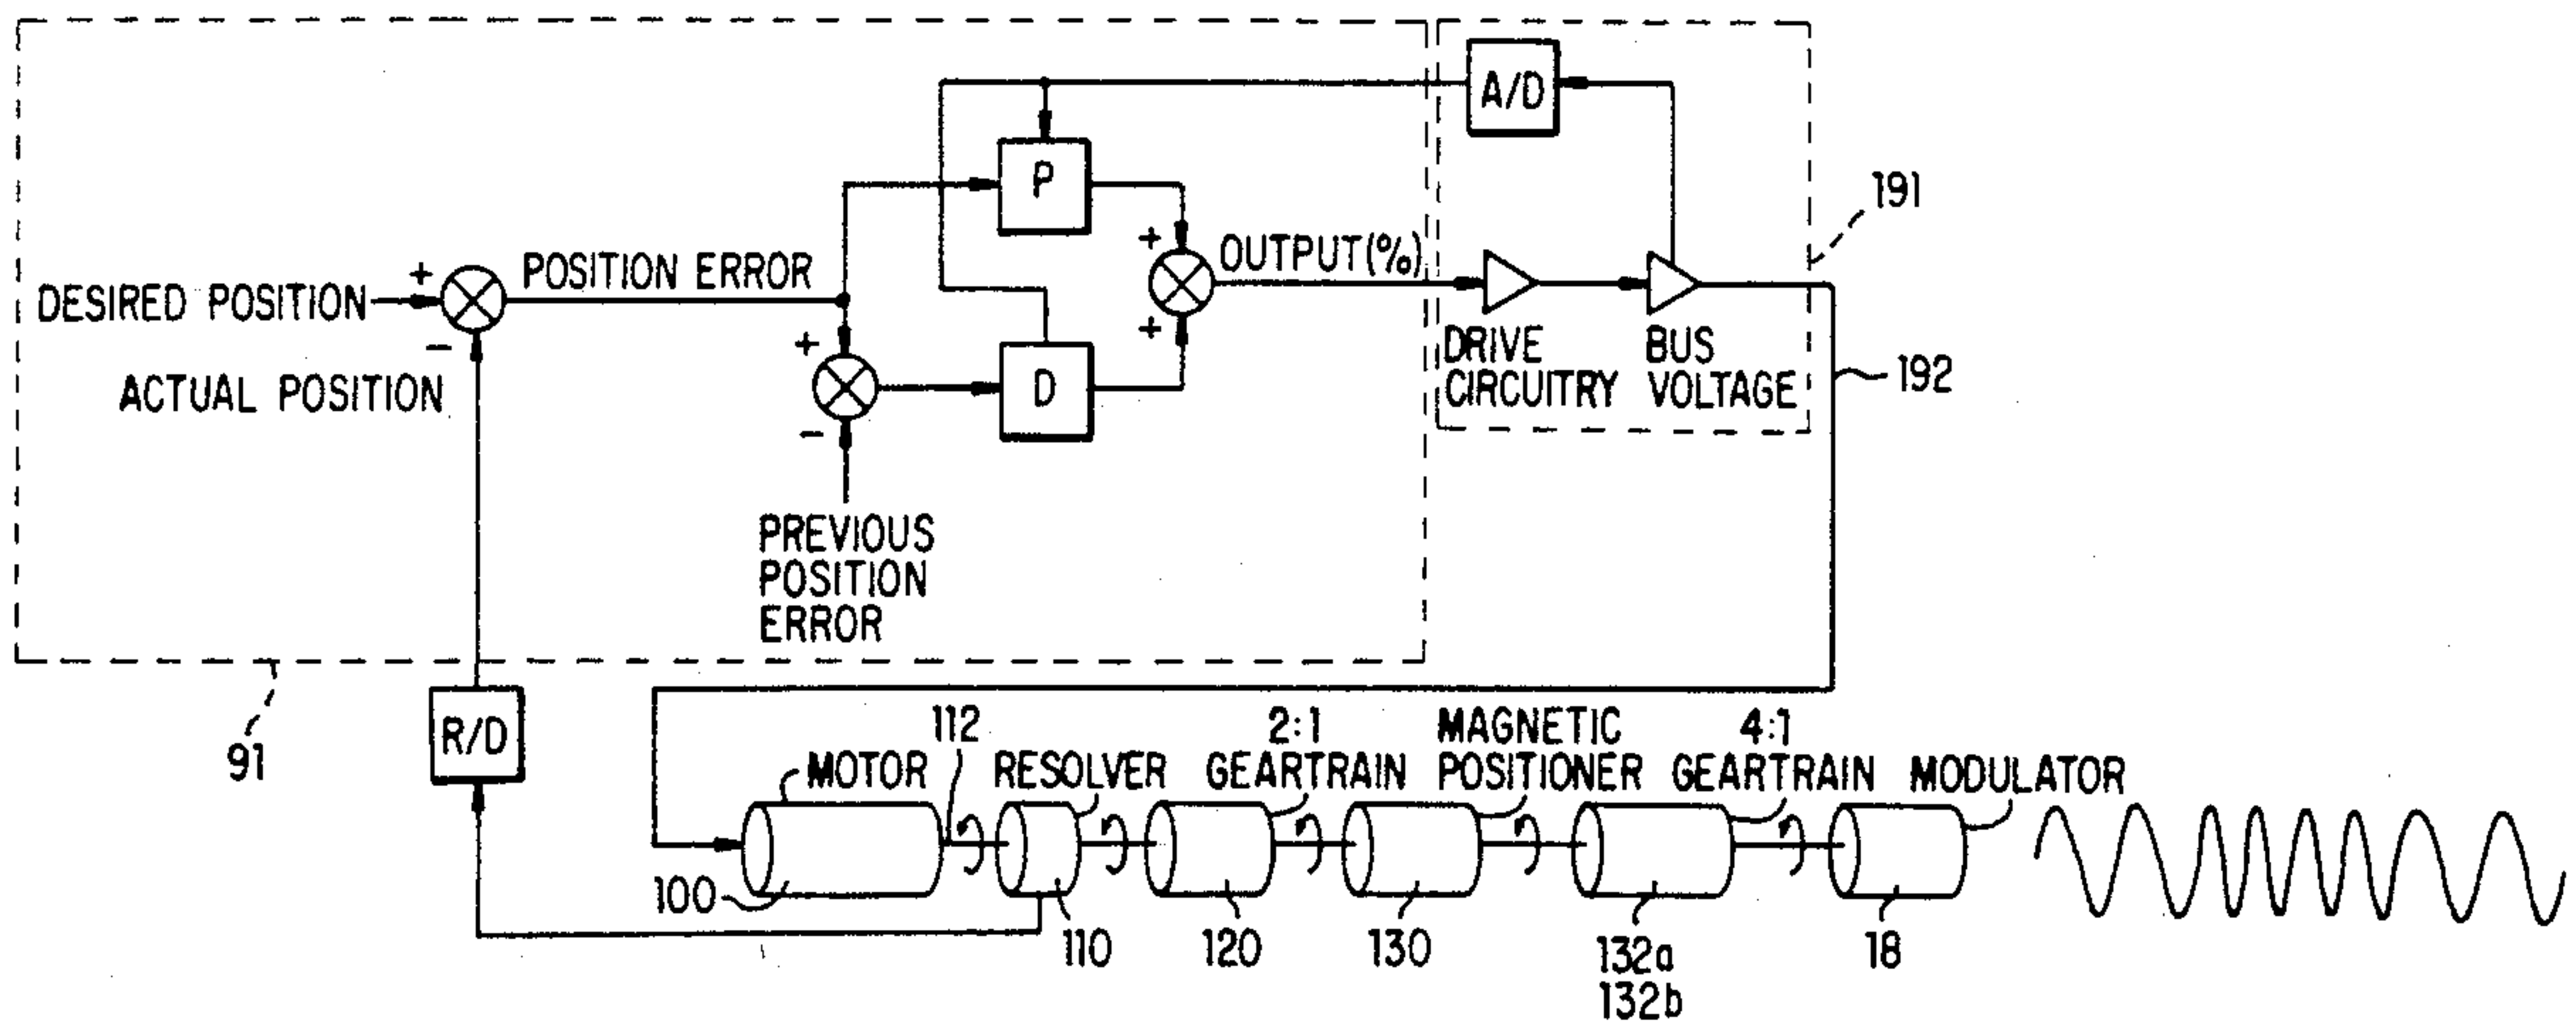 A/D
191
P
+
OUTPUT(%)
+
POSITION ERROR
DESIRED POSITION
+
-
DRIVE
CIRCUITRY
BUS
VOLTAGE
192
ACTUAL POSITION
+
D
-
PREVIOUS
POSITION
ERROR
91
R/D
112
MOTOR
RESOLVER
2:1
GEARTRAIN
MAGNETIC
POSITIONER
4:1
GEARTRAIN
MODULATOR
100
110
120
130
132a
132b
18